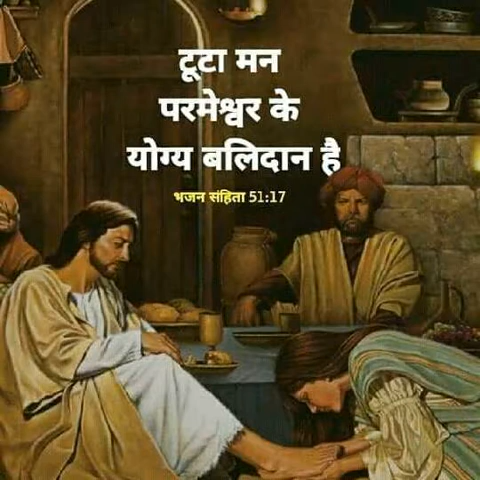 टूटा मन
परमेश्वर के
योग्य बलिदान है
भजन संहिता 51:17